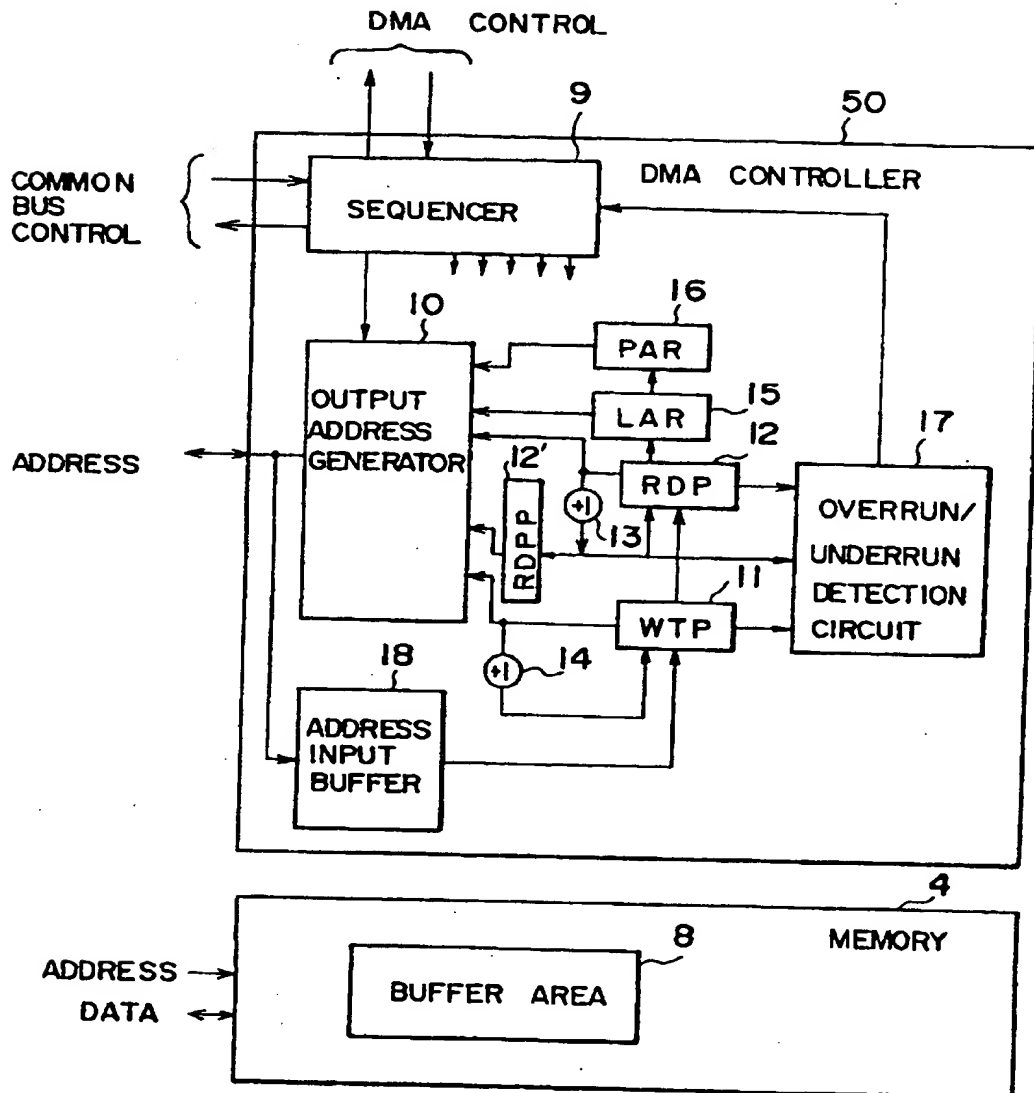 DMA CONTROL
9
50
COMMON
BUS
CONTROL
SEQUENCER
DMA CONTROLLER
10
16
PAR
OUTPUT
ADDRESS
GENERATOR
LAR
15
12
17
ADDRESS
12'
RDP
+1
13
RDPP
OVERRUN/
UNDERRUN
DETECTION
CIRCUIT
11
WTP
+1
14
18
ADDRESS
INPUT
BUFFER
4
MEMORY
8
ADDRESS
DATA
BUFFER AREA